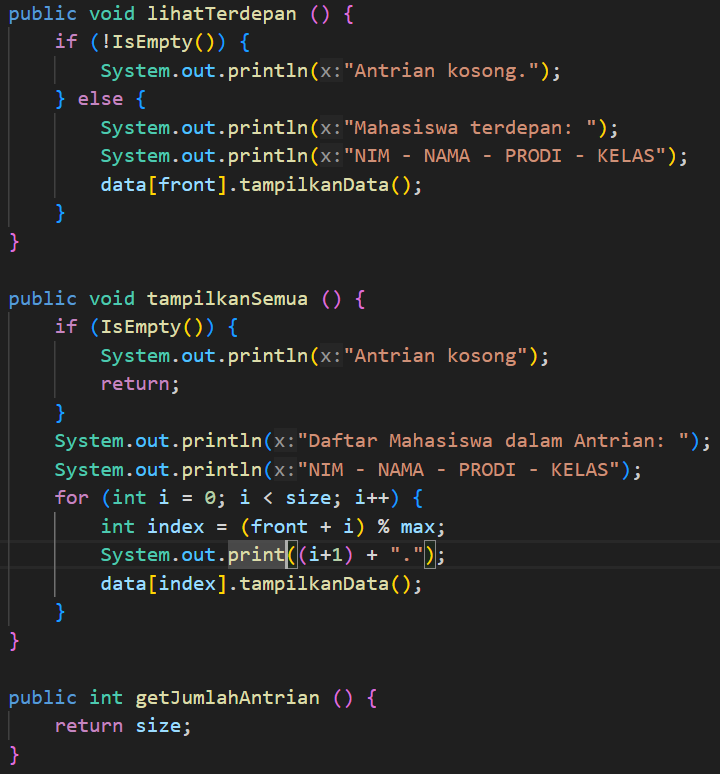 public void lihatTerdepan () {
    if (!IsEmpty()) {
        System.out.println(x:"Antrian kosong.");
    } else {
        System.out.println(x:"Mahasiswa terdepan: ");
        System.out.println(x:"NIM - NAMA - PRODI - KELAS");
        data[front].tampilkanData();
    }
}

public void tampilkanSemua () {
    if (IsEmpty()) {
        System.out.println(x:"Antrian kosong");
        return;
    }
    System.out.println(x:"Daftar Mahasiswa dalam Antrian: ");
    System.out.println(x:"NIM - NAMA - PRODI - KELAS");
    for (int i = 0; i < size; i++) {
        int index = (front + i) % max;
        System.out.print((i+1) + ".");
        data[index].tampilkanData();
    }
}

public int getJumlahAntrian () {
    return size;
}